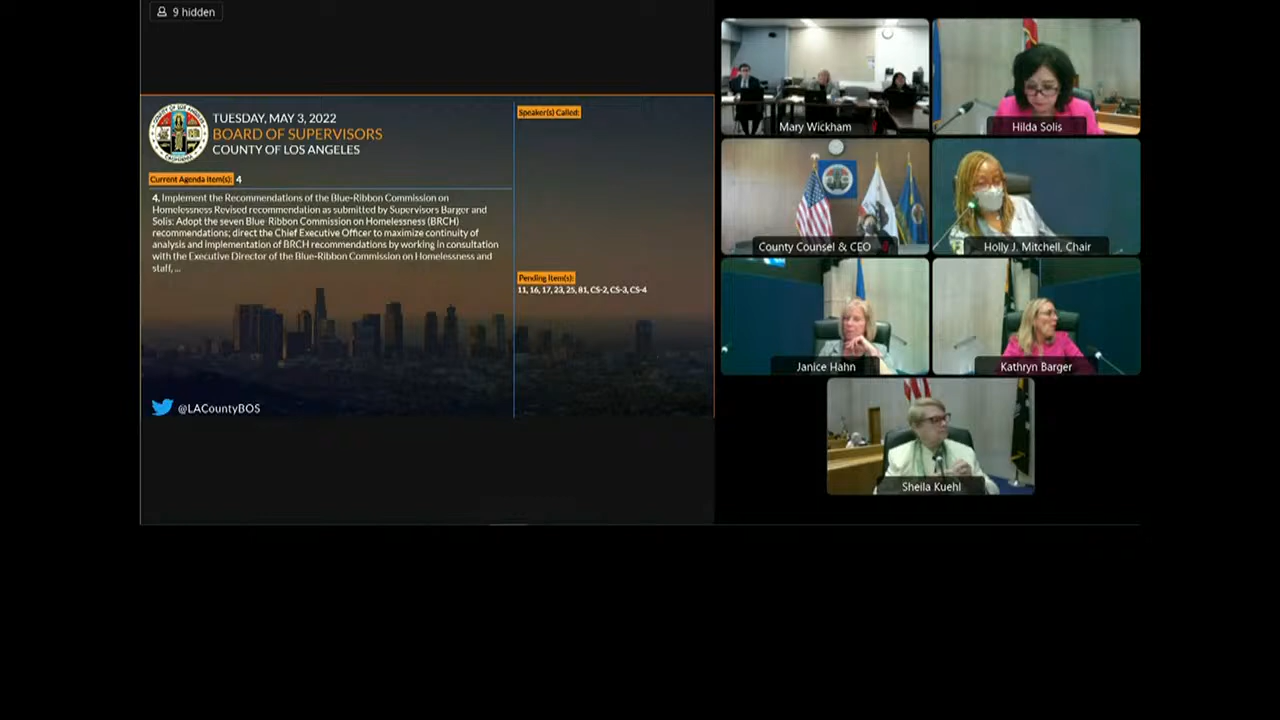 9 hidden
TUESDAY, MAY 3, 2022
BOARD OF SUPERVISORS
COUNTY OF LOS ANGELES
Current Agenda Item(s): 4
4. Implement the Recommendations of the Blue-Ribbon Commission on
Homelessness Revised recommendation as submitted by Supervisors Barger and
Solis: Adopt the seven Blue-Ribbon Commission on Homelessness (BRCH)
recommendations; direct the Chief Executive Officer to maximize continuity of
analysis and implementation of BRCH recommendations by working in consultation
with the Executive Director of the Blue-Ribbon Commission on Homelessness and
staff, ...
@LACountyBOS
Speaker(s) Called:
Pending Item(s):
11, 16, 17, 23, 25, 81, CS-2, CS-3, CS-4
Mary Wickham
Hilda Solis
County Counsel & CEO
Holly J. Mitchell, Chair
Janice Hahn
Kathryn Barger
Sheila Kuehl